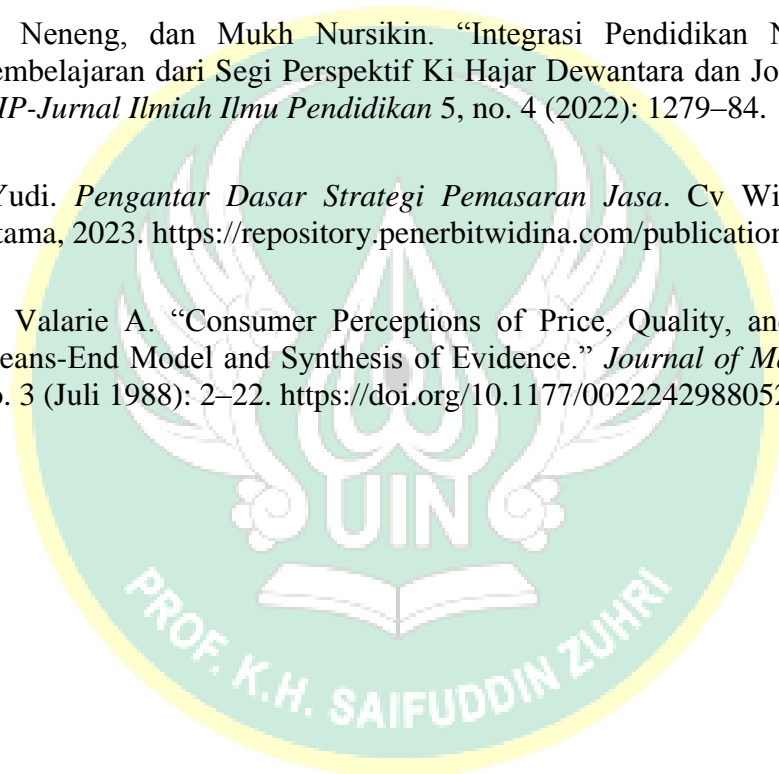 Neneng, dan Mukh Nursikin. “Integrasi Pendidikan N
embelajaran dari Segi Perspektif Ki Hajar Dewantara dan Jo
IP-Jurnal Ilmiah Ilmu Pendidikan 5, no. 4 (2022): 1279–84.
Yudi. Pengantar Dasar Strategi Pemasaran Jasa. Cv Wi
tama, 2023. https://repository.penerbitwidina.com/publication
Valarie A. “Consumer Perceptions of Price, Quality, an
eans-End Model and Synthesis of Evidence.” Journal of Ma
o. 3 (Juli 1988): 2–22. https://doi.org/10.1177/0022242988052
UIN
PROF. K.H. SAIFUDDIN ZUHRI